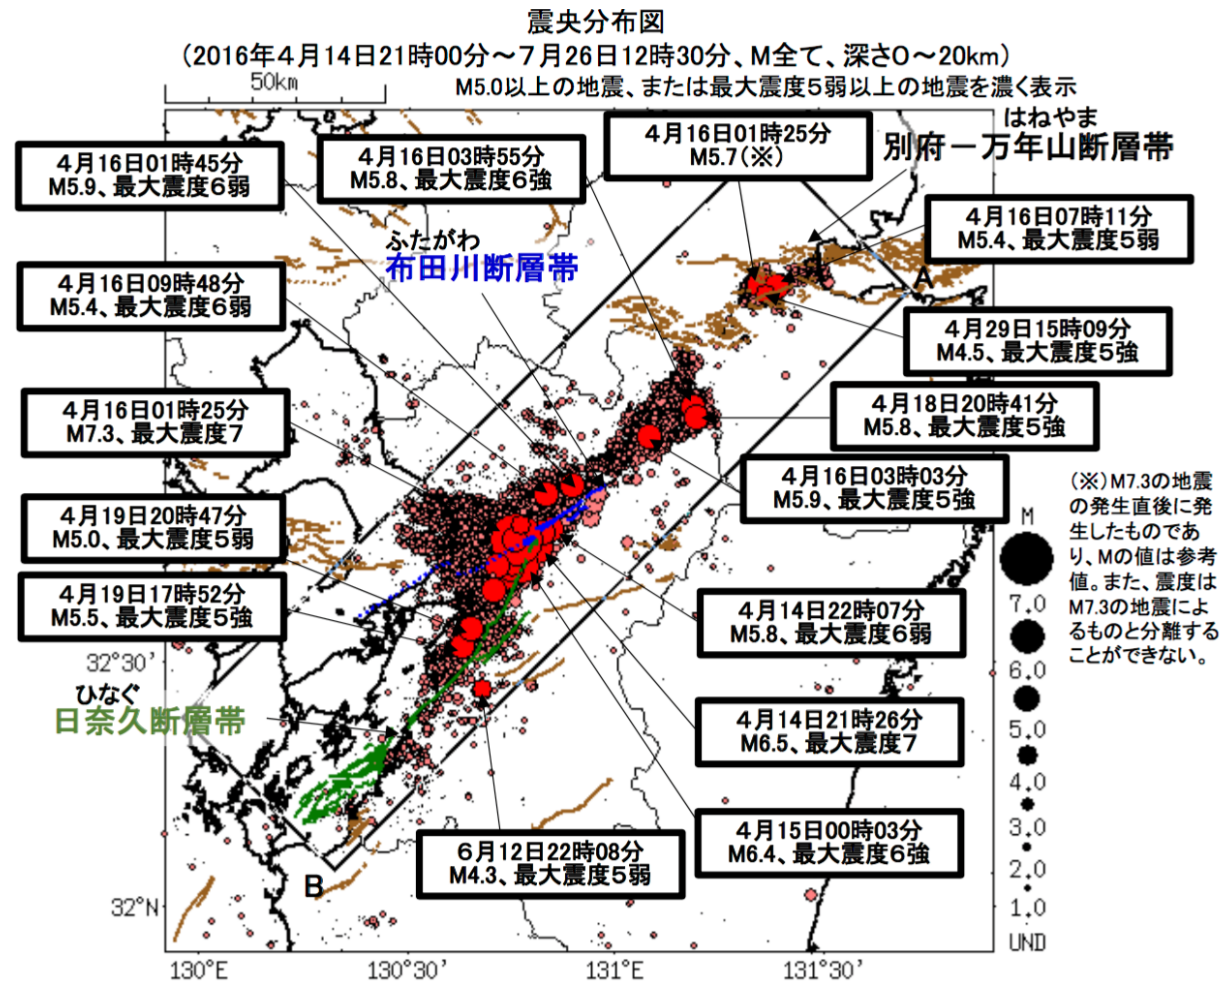 震央分布図
（2016年４月14日21時00分～７月26日12時30分、Ｍ全て、深さ０～20km）
50km
M5.0以上の地震、または最大震度５弱以上の地震を濃く表示
はねやま
別府－万年山断層帯
４月16日01時25分
M5.7（※）
４月16日03時55分
M5.8、最大震度６強
４月16日01時45分
M5.9、最大震度６弱
４月16日07時11分
M5.4、最大震度５弱
ふたがわ
布田川断層帯
A
４月16日09時48分
M5.4、最大震度６弱
４月29日15時09分
M4.5、最大震度５強
４月16日01時25分
M7.3、最大震度７
４月18日20時41分
M5.8、最大震度５強
４月16日03時03分
M5.9、最大震度５強
４月19日20時47分
M5.0、最大震度５弱
４月19日17時52分
M5.5、最大震度５強
４月14日22時07分
M5.8、最大震度６弱
（※）M7.3の地震
の発生直後に発
生したものであ
り、Mの値は参考
値。また、震度は
M7.3の地震によ
るものと分離する
ことができない。
M
7.0
6.0
5.0
4.0
3.0
2.0
1.0
UND
32°30'
ひなぐ
日奈久断層帯
４月14日21時26分
M6.5、最大震度７
４月15日00時03分
M6.4、最大震度６強
６月12日22時08分
M4.3、最大震度５弱
B
32°N
130°E
130°30'
131°E
131°30'